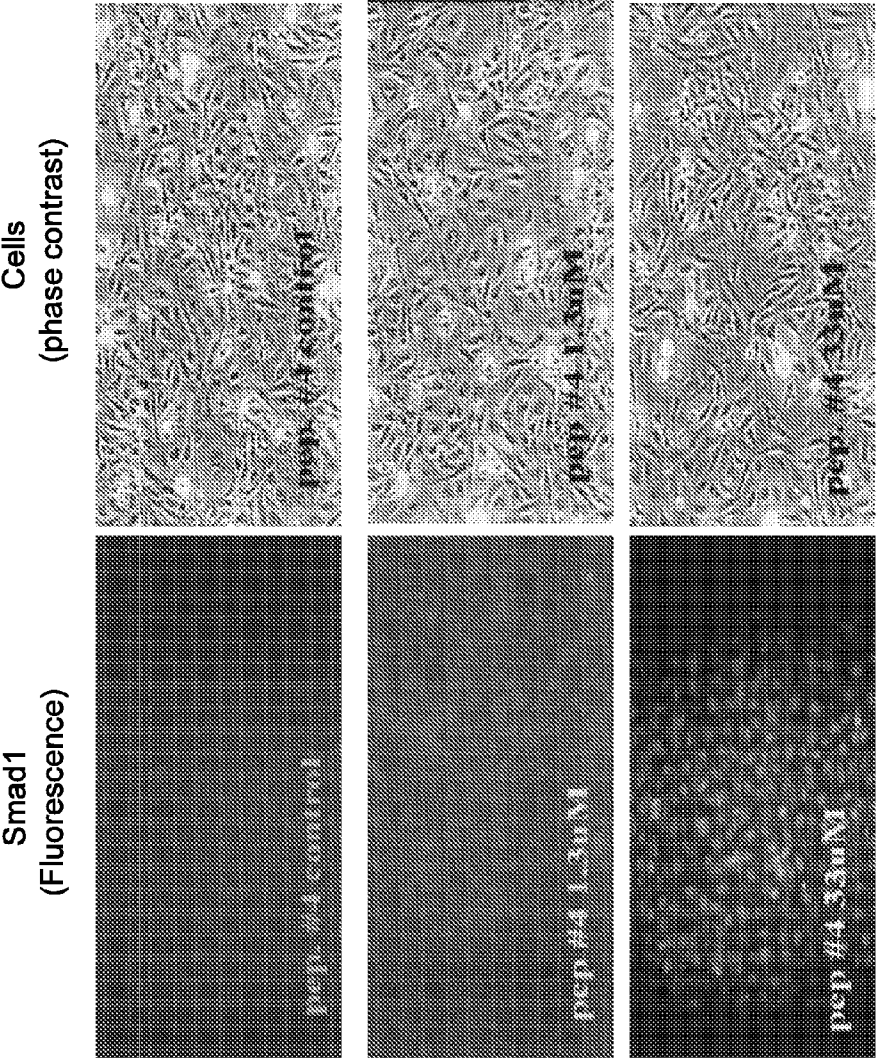 Cells
(phase contrast)
pep. #4 control
pep #4 1.3nM
pep. #4 33nM
Smad1
(Fluorescence)
pep. #4 control
pep #4 1.3nM
pep #4 33nM